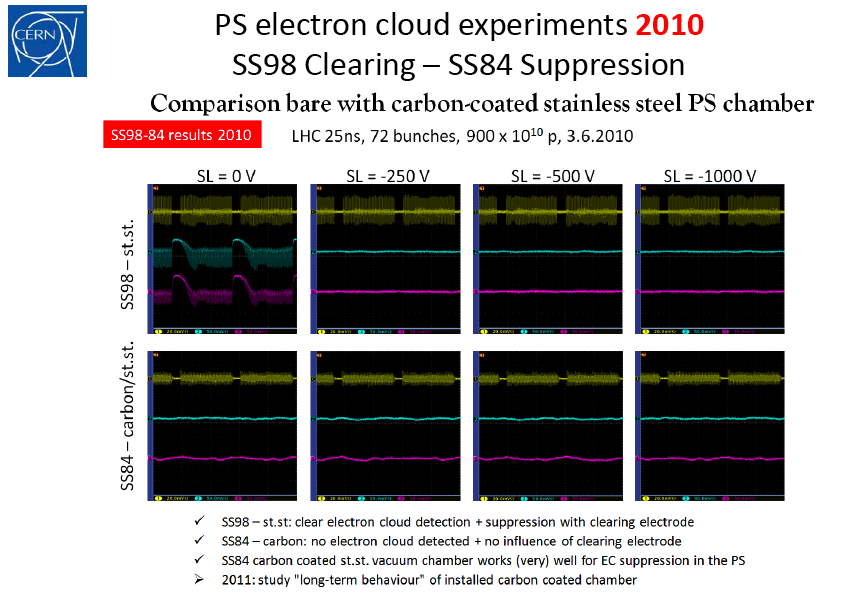 CERN
PS electron cloud experiments 2010
SS98 Clearing – SS84 Suppression
Comparison bare with carbon-coated stainless steel PS chamber
SS98-84 results 2010
LHC 25ns, 72 bunches, 900 x 10¹⁰ p, 3.6.2010
SL = 0 V
SL = -250 V
SL = -500 V
SL = -1000 V
SS98 – st.st.
SS84 – carbon/st.st.
✓ SS98 – st.st: clear electron cloud detection + suppression with clearing electrode
✓ SS84 – carbon: no electron cloud detected + no influence of clearing electrode
✓ SS84 carbon coated st.st. vacuum chamber works (very) well for EC suppression in the PS
➢ 2011: study "long-term behaviour" of installed carbon coated chamber